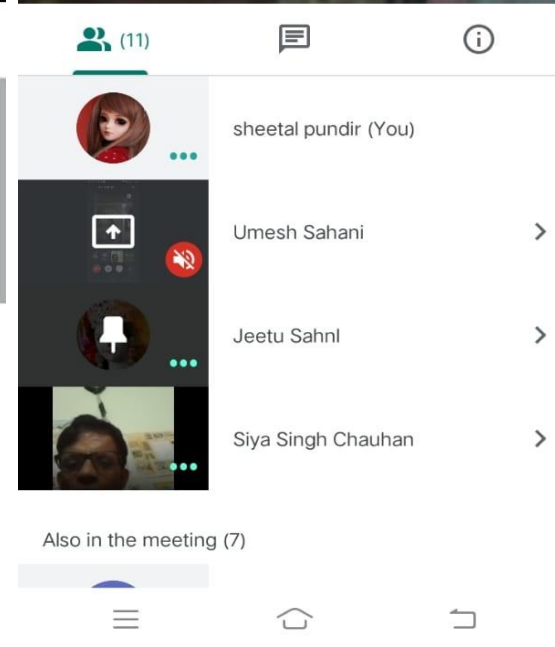 (11)
sheetal pundir (You)
Umesh Sahani
Jeetu Sahnl
Siya Singh Chauhan
Also in the meeting (7)